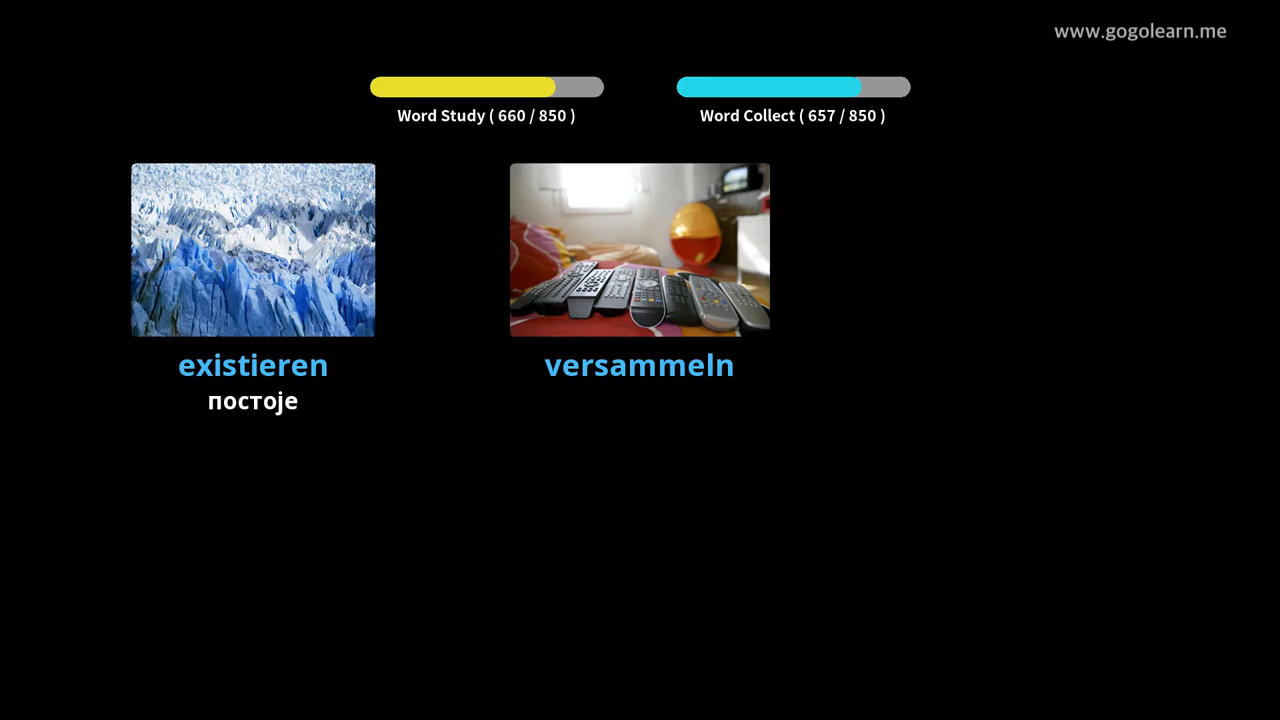 www.gogolearn.me
Word Study ( 660 / 850 )
Word Collect ( 657 / 850 )
existieren
постоје
versammeln